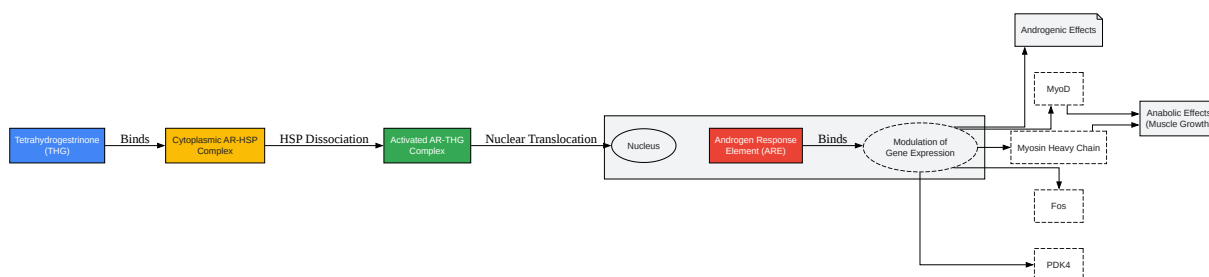 Androgenic Effects
MyoD
Tetrahydrogestrinone
(THG)
Binds
Cytoplasmic AR-HSP
Complex
HSP Dissociation
Activated AR-THG
Complex
Nuclear Translocation
Nucleus
Androgen Response
Element (ARE)
Binds
Modulation of
Gene Expression
Myosin Heavy Chain
Anabolic Effects
(Muscle Growth)
Fos
PDK4